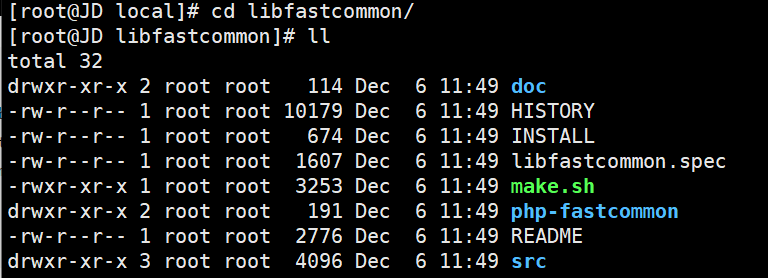 [root@JD local]# cd libfastcommon/
[root@JD libfastcommon]# ll
total 32
drwxr-xr-x 2 root root   114 Dec  6 11:49 doc
-rw-r--r-- 1 root root 10179 Dec  6 11:49 HISTORY
-rw-r--r-- 1 root root   674 Dec  6 11:49 INSTALL
-rw-r--r-- 1 root root  1607 Dec  6 11:49 libfastcommon.spec
-rwxr-xr-x 1 root root  3253 Dec  6 11:49 make.sh
drwxr-xr-x 2 root root   191 Dec  6 11:49 php-fastcommon
-rw-r--r-- 1 root root  2776 Dec  6 11:49 README
drwxr-xr-x 3 root root  4096 Dec  6 11:49 src